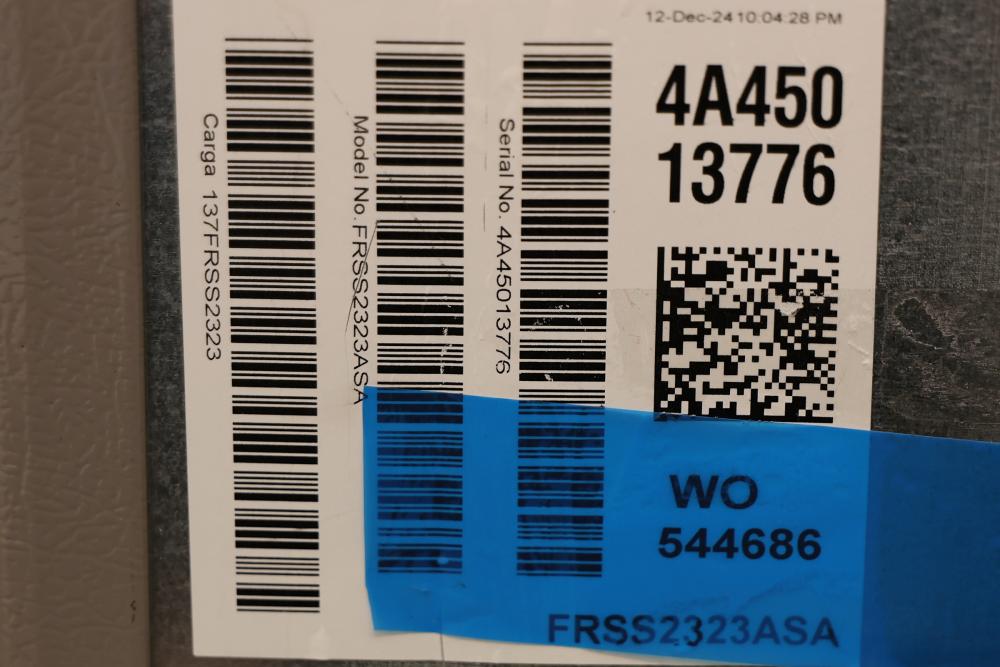 12-Dec-24 10:04:28 PM
4A450
13776
Carga 137FRSS2323
Model No. FRSS2323ASA
Serial No. 4A45013776
WO
544686
FRSS2323ASA